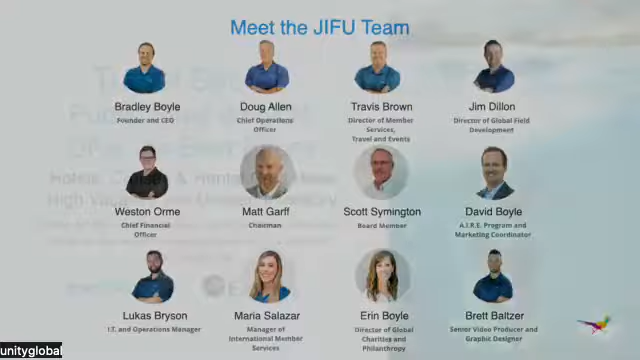 Meet the JIFU Team
Bradley Boyle
Founder and CEO
Doug Allen
Chief Operations
Officer
Travis Brown
Director of Member
Services,
Travel and Events
Jim Dillon
Director of Global Field
Development
Weston Orme
Chief Financial
Officer
Matt Garff
Chairman
Scott Symington
Board Member
David Boyle
A.I.R.E. Program and
Marketing Coordinator
Lukas Bryson
I.T. and Operations Manager
Maria Salazar
Manager of
International Member
Services
Erin Boyle
Director of Global
Charities and
Philanthropy
Brett Baltzer
Senior Video Producer and
Graphic Designer
unityglobal